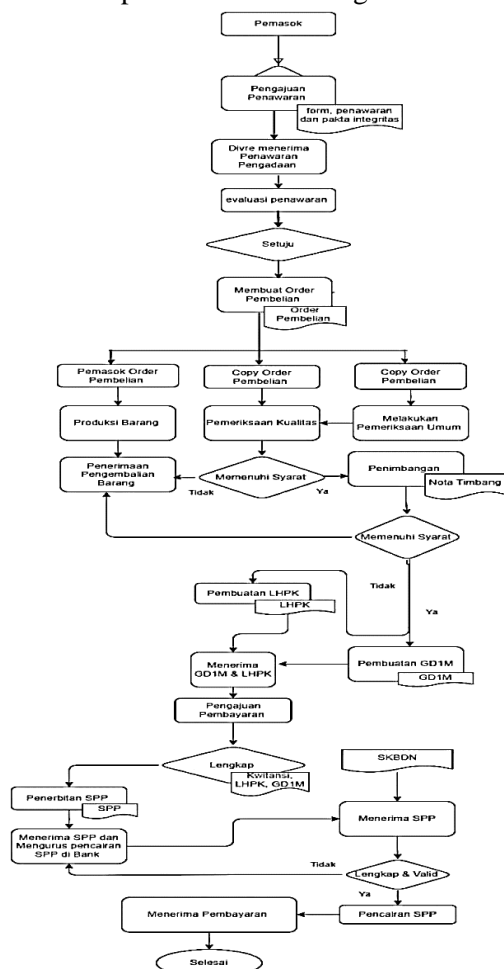 Pemasok
Pengajuan
Penawaran
form, penawaran
dan pakta integritas
Divre menerima
Penawaran
Pengadaan
evaluasi penawaran
Setuju
Membuat Order
Pembelian
Order
Pembelian
Pemasok Order
Pembelian
Copy Order
Pembelian
Copy Order
Pembelian
Produksi Barang
Pemeriksaan Kualitas
Melakukan
Pemeriksaan Umum
Penerimaan
Pengembalian
Barang
Tidak
Memenuhi Syarat
Ya
Penimbangan
Nota Timbang
Memenuhi Syarat
Tidak
Ya
Pembuatan LHPK
LHPK
Menerima
GD1M & LHPK
Pembuatan GD1M
GD1M
Pengajuan
Pembayaran
Lengkap
Kwitansi,
LHPK, GD1M
SKBDN
Penerbitan SPP
SPP
Menerima SPP dan
Mengurus pencairan
SPP di Bank
Menerima SPP
Tidak
Lengkap & Valid
Ya
Menerima Pembayaran
Pencairan SPP
Selesai